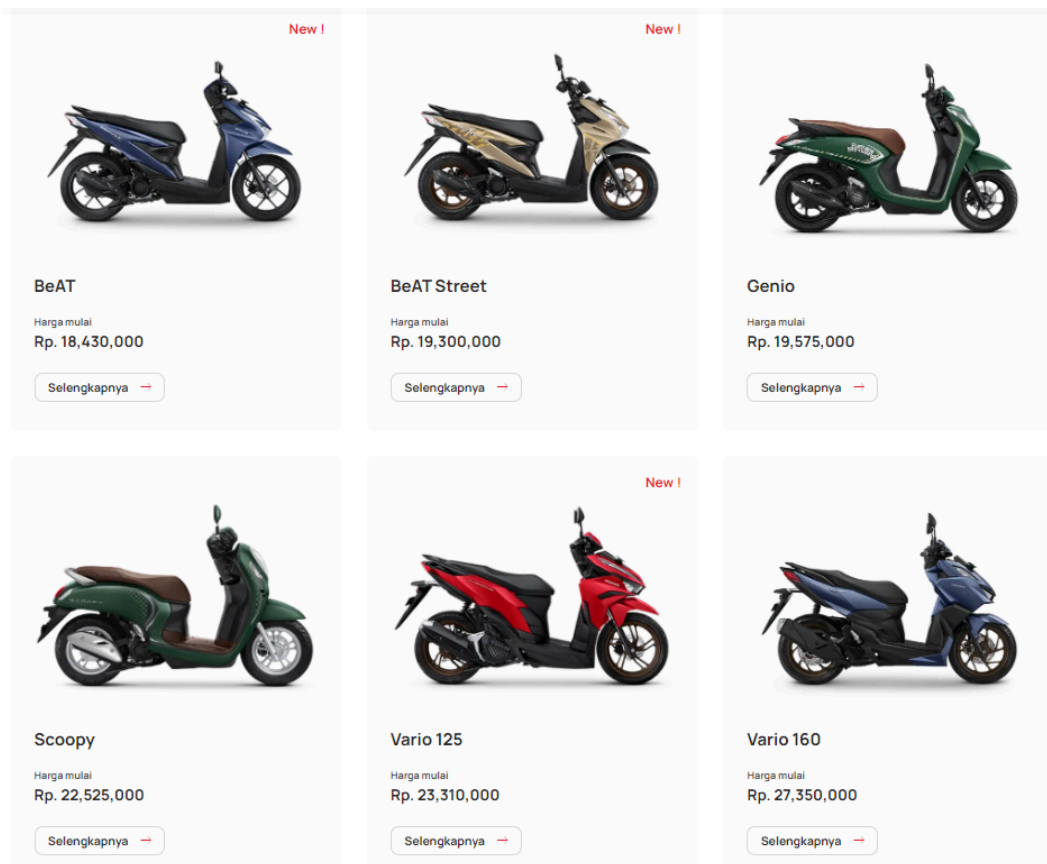 New !
BeAT
Harga mulai
Rp. 18,430,000
Selengkapnya →
New !
BeAT Street
Harga mulai
Rp. 19,300,000
Selengkapnya →
Genio
Harga mulai
Rp. 19,575,000
Selengkapnya →
Scoopy
Harga mulai
Rp. 22,525,000
Selengkapnya →
New !
Vario 125
Harga mulai
Rp. 23,310,000
Selengkapnya →
Vario 160
Harga mulai
Rp. 27,350,000
Selengkapnya →